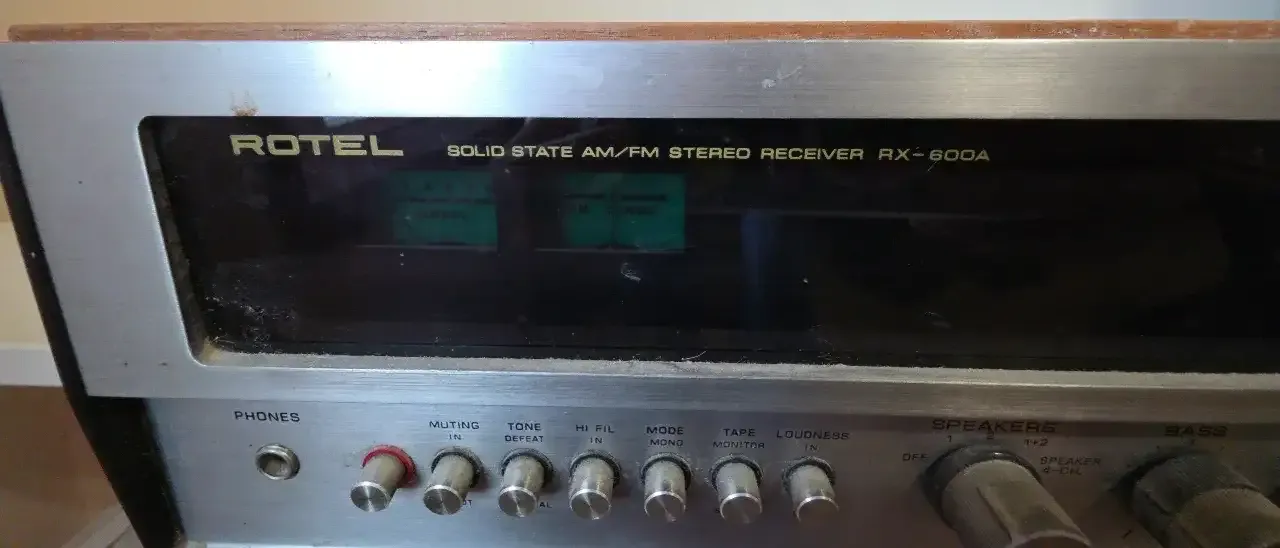 ROTEL SOLID STATE AM/FM STEREO RECEIVER RX-600A
PHONES
MUTING IN
TONE DEFEAT
HI FIL IN
MODE MONO
TAPE MONITOR
LOUDNESS IN
SPEAKERS
OFF 1 2 1+2 SPEAKER 4-CH.
BASS